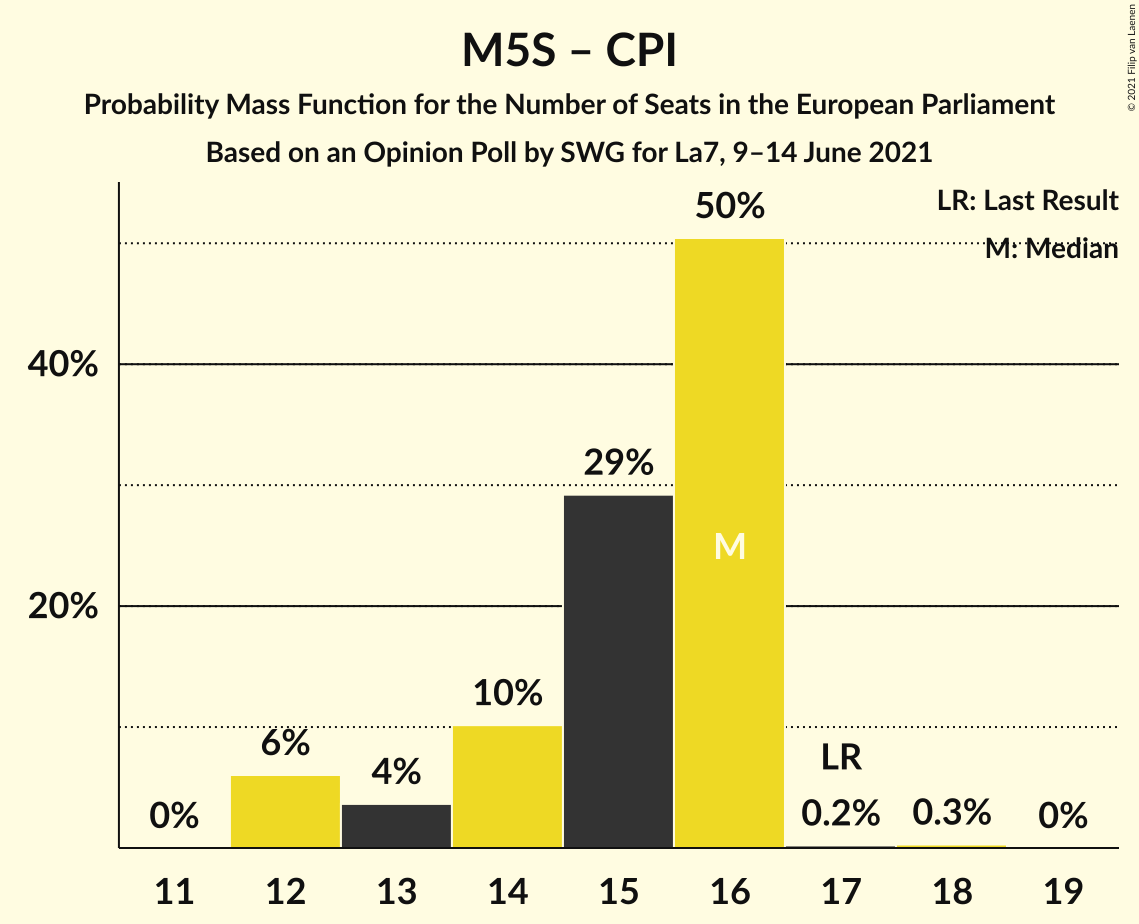 M5S – CPI
Probability Mass Function for the Number of Seats in the European Parliament
Based on an Opinion Poll by SWG for La7, 9–14 June 2021
© 2021 Filip van Laenen
LR: Last Result
M: Median
50%
40%
29%
M
20%
10%
6%
4%
LR
0%
0.2%
0.3%
0%
11 12 13 14 15 16 17 18 19